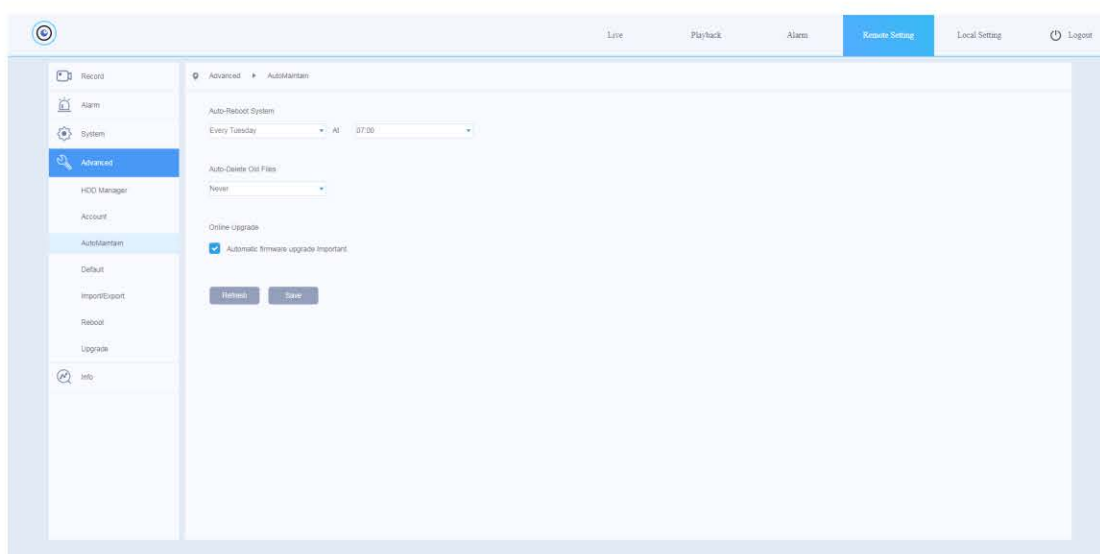 Live Playback Alarm Remote Setting Local Setting Logout
Record
Alarm
System
Advanced
HDD Manager
Account
AutoMaintain
Default
Import/Export
Reboot
Upgrade
Info
Advanced AutoMaintain
Auto-Reboot System
Every Tuesday At 07:00
Auto-Delete Old Files
Never
Online Upgrade
Automatic firmware upgrade Important
Refresh Save